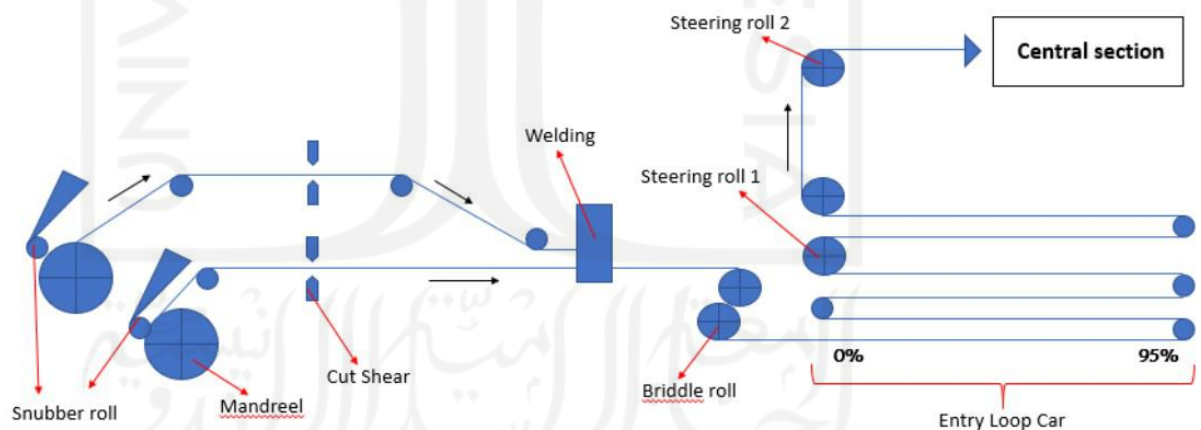 Steering roll 2
Central section
Welding
Steering roll 1
Cut Shear
Mandreel
Snubber roll
Briddle roll
0%
95%
Entry Loop Car